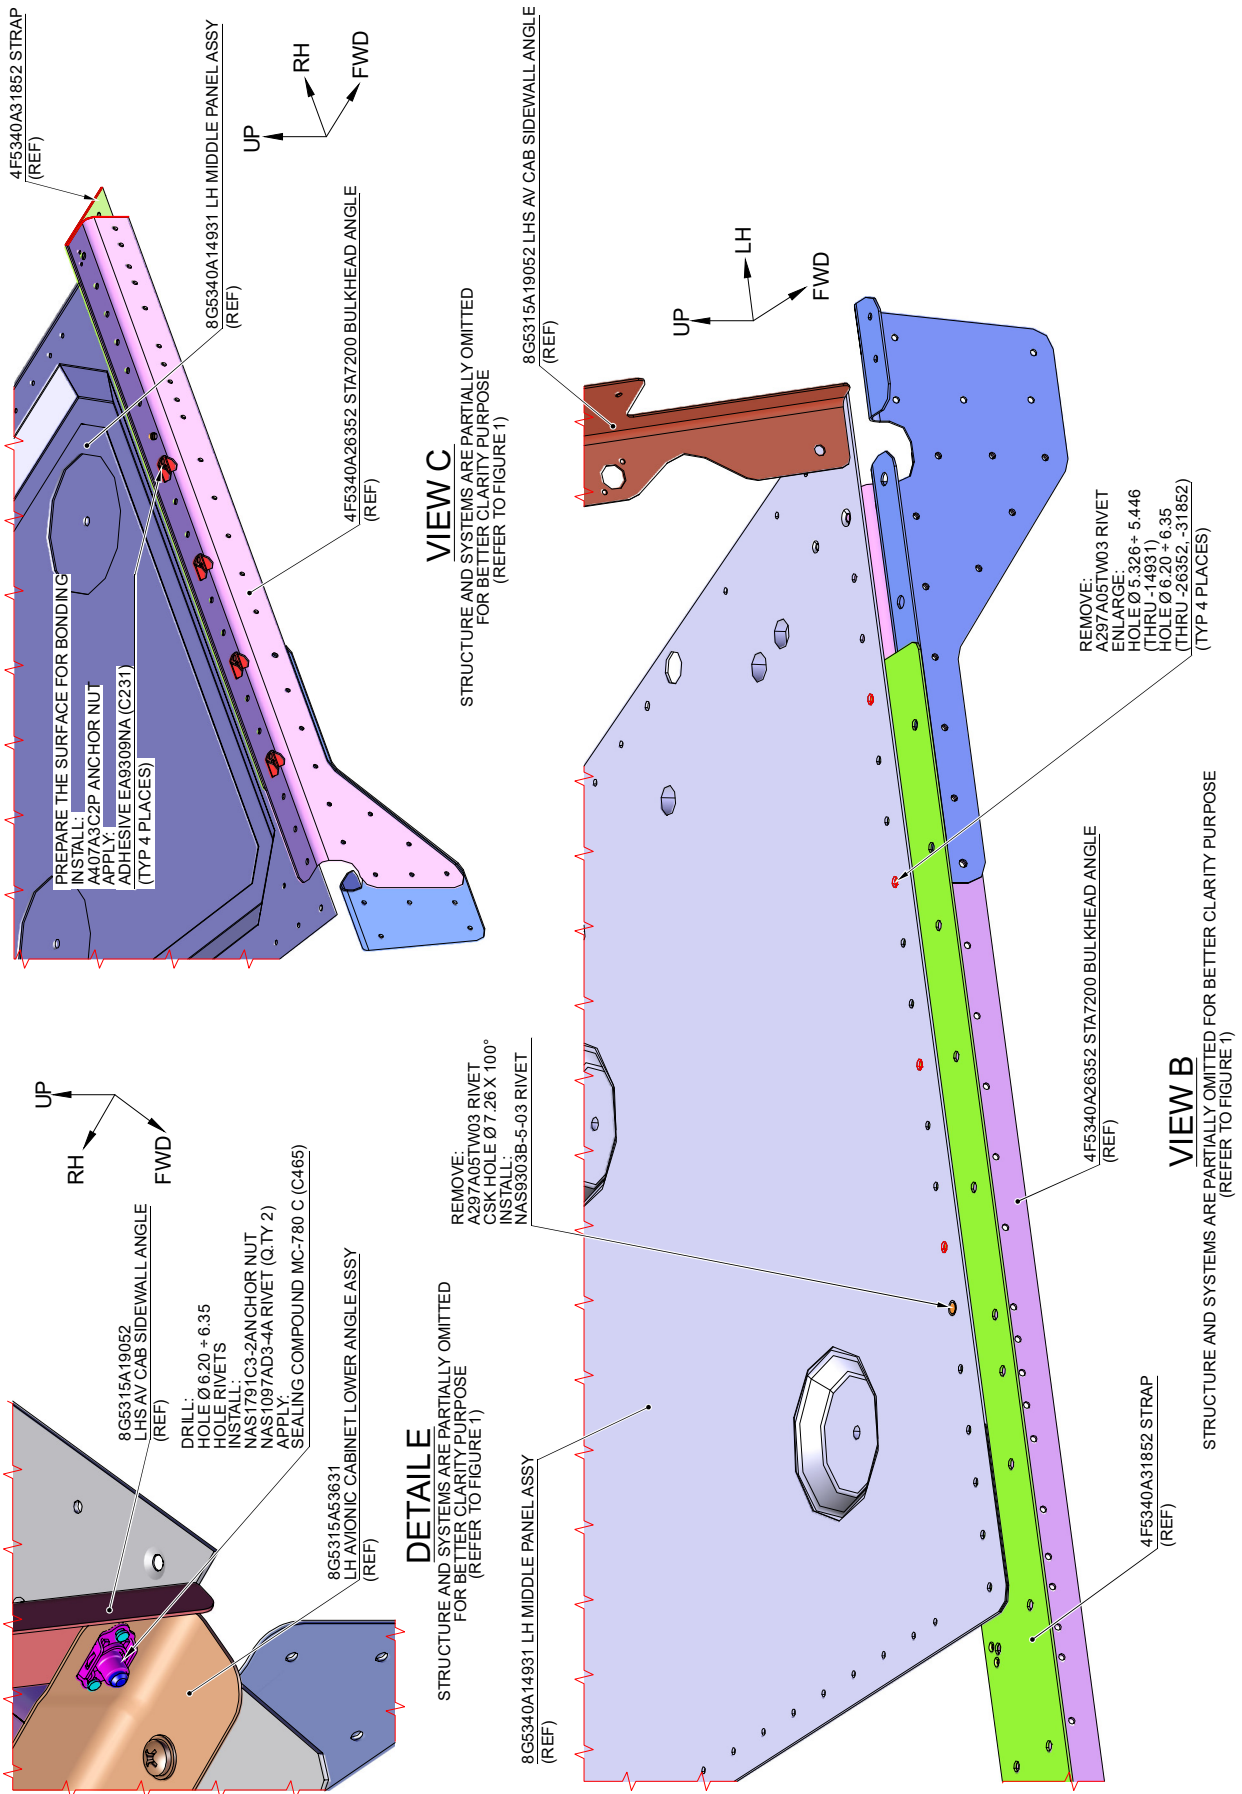 UP
RH
FWD
8G5315A19052
LHS AV CAB SIDEWALL ANGLE
(REF)
DRILL:
HOLE Ø 6.20 ÷ 6.35
HOLE RIVETS
INSTALL:
NAS1791C3-2ANCHOR NUT
NAS1097AD3-4A RIVET (Q.TY 2)
APPLY:
SEALING COMPOUND MC-780 C (C465)
8G5315A53631
LH AVIONIC CABINET LOWER ANGLE ASSY
(REF)
DETAIL E
STRUCTURE AND SYSTEMS ARE PARTIALLY OMITTED
FOR BETTER CLARITY PURPOSE
(REFER TO FIGURE 1)
4F5340A31852 STRAP
(REF)
PREPARE THE SURFACE FOR BONDING
INSTALL:
A407A3C2P ANCHOR NUT
APPLY:
ADHESIVE EA9309NA (C231)
(TYP 4 PLACES)
8G5340A14931 LH MIDDLE PANEL ASSY
(REF)
UP
RH
FWD
4F5340A26352 STA7200 BULKHEAD ANGLE
(REF)
VIEW C
STRUCTURE AND SYSTEMS ARE PARTIALLY OMITTED
FOR BETTER CLARITY PURPOSE
(REFER TO FIGURE 1)
8G5340A14931 LH MIDDLE PANEL ASSY
(REF)
REMOVE:
A297A05TW03 RIVET
CSK HOLE Ø 7.26 X 100°
INSTALL:
NAS9303B-5-03 RIVET
8G5315A19052 LHS AV CAB SIDEWALL ANGLE
(REF)
UP
LH
FWD
REMOVE:
A297A05TW03 RIVET
ENLARGE:
HOLE Ø 5.326 ÷ 5.446
(THRU -14931)
HOLE Ø 6.20 ÷ 6.35
(THRU -26352, -31852)
(TYP 4 PLACES)
4F5340A26352 STA7200 BULKHEAD ANGLE
(REF)
4F5340A31852 STRAP
(REF)
VIEW B
STRUCTURE AND SYSTEMS ARE PARTIALLY OMITTED FOR BETTER CLARITY PURPOSE
(REFER TO FIGURE 1)